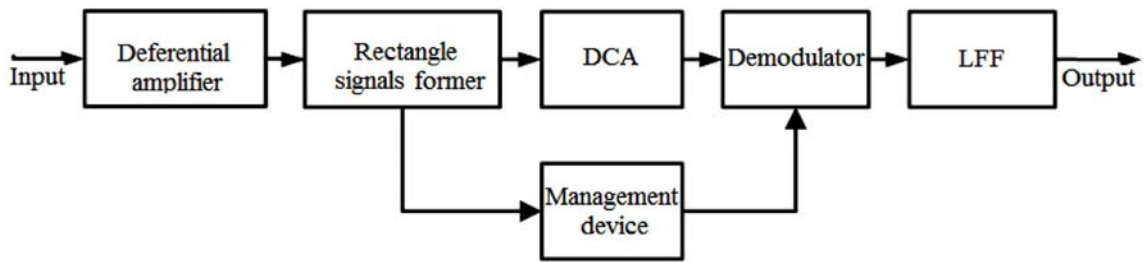 Input
Deferential
amplifier
Rectangle
signals former
DCA
Demodulator
LFF
Output
Management
device